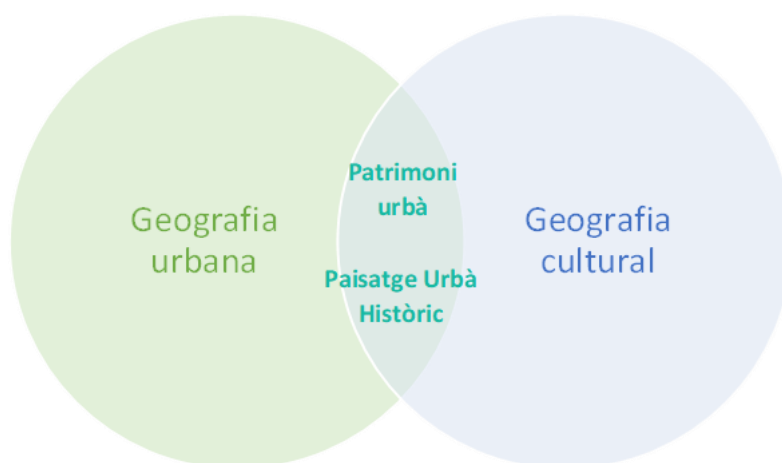 Geografia
urbana
Patrimoni
urbà
Paisatge Urbà
Històric
Geografia
cultural